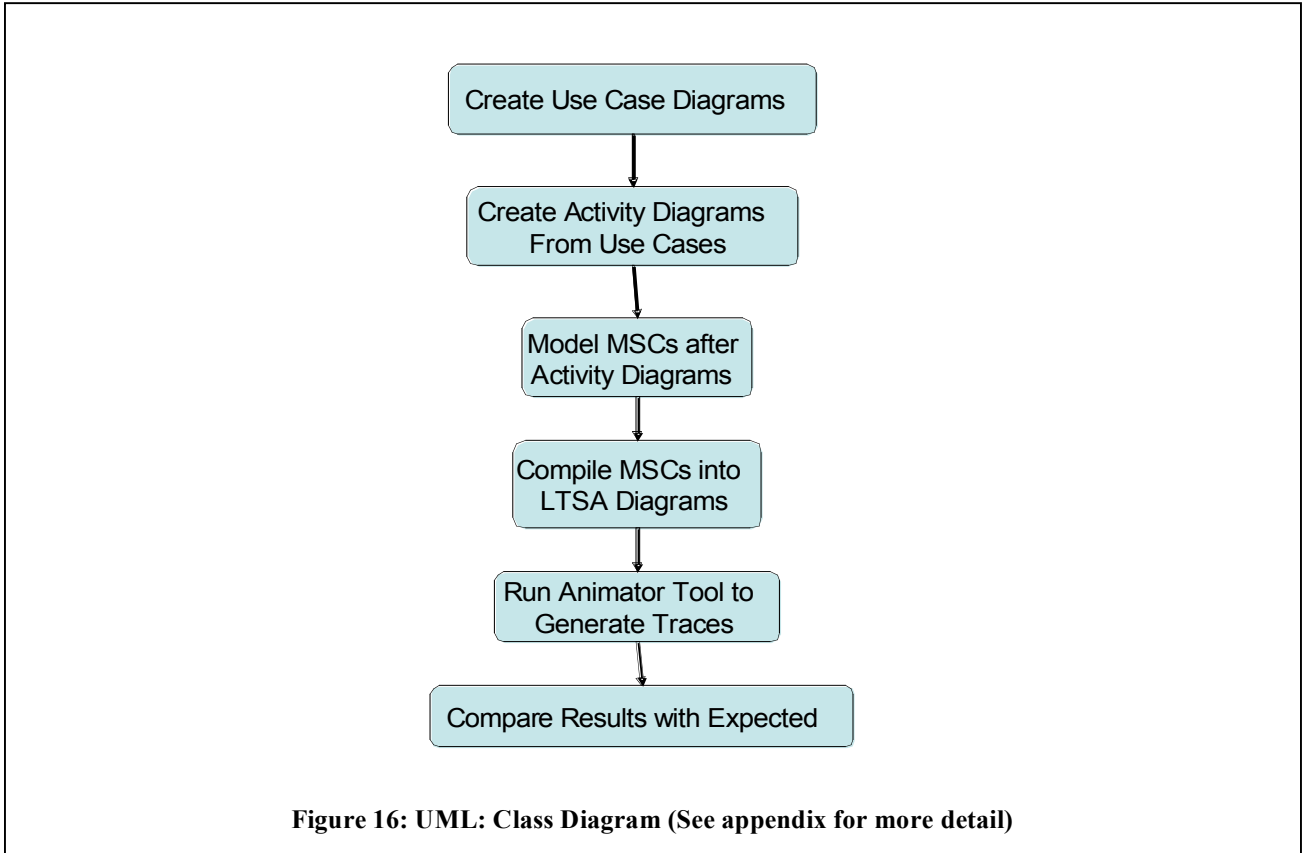 Create Use Case Diagrams
Create Activity Diagrams
From Use Cases
Model MSCs after
Activity Diagrams
Compile MSCs into
LTSA Diagrams
Run Animator Tool to
Generate Traces
Compare Results with Expected
Figure 16: UML: Class Diagram (See appendix for more detail)